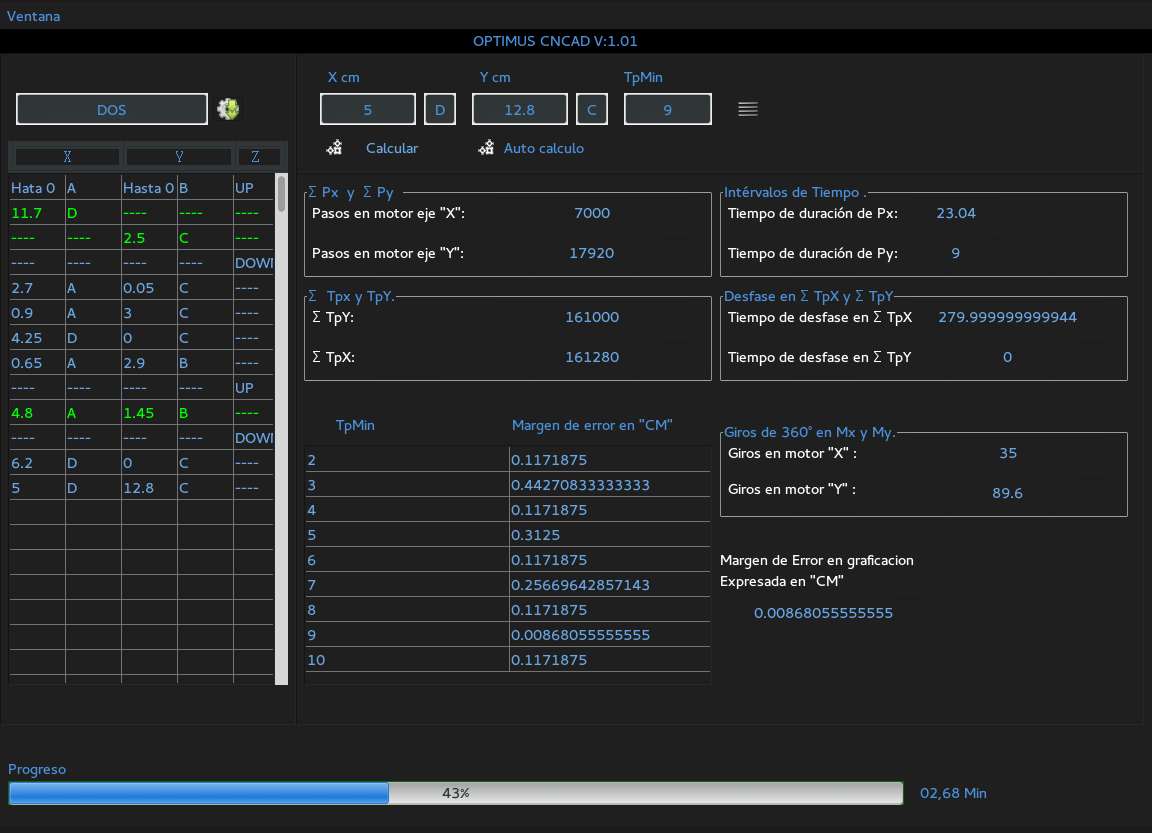 Ventana
OPTIMUS CNCAD V:1.01
X cm Y cm TpMin
DOS 5 D 12.8 C 9
Calcular Auto calculo
X Y Z
Hata 0 A Hasta 0 B UP
11.7 D ---- ---- ----
---- ---- 2.5 C ----
---- ---- ---- ---- DOWN
2.7 A 0.05 C ----
0.9 A 3 C ----
4.25 D 0 C ----
0.65 A 2.9 B ----
---- ---- ---- ---- UP
4.8 A 1.45 B ----
---- ---- ---- ---- DOWN
6.2 D 0 C ----
5 D 12.8 C ----
Σ Px y Σ Py
Pasos en motor eje "X": 7000
Pasos en motor eje "Y": 17920
Intérvalos de Tiempo .
Tiempo de duración de Px: 23.04
Tiempo de duración de Py: 9
Σ Tpx y TpY.
Σ TpY: 161000
Σ TpX: 161280
Desfase en Σ TpX y Σ TpY
Tiempo de desfase en Σ TpX 279.999999999944
Tiempo de desfase en Σ TpY 0
TpMin Margen de error en "CM"
2 0.1171875
3 0.44270833333333
4 0.1171875
5 0.3125
6 0.1171875
7 0.25669642857143
8 0.1171875
9 0.00868055555555
10 0.1171875
Giros de 360° en Mx y My.
Giros en motor "X" : 35
Giros en motor "Y" : 89.6
Margen de Error en graficacion
Expresada en "CM"
0.00868055555555
Progreso
43% 02,68 Min